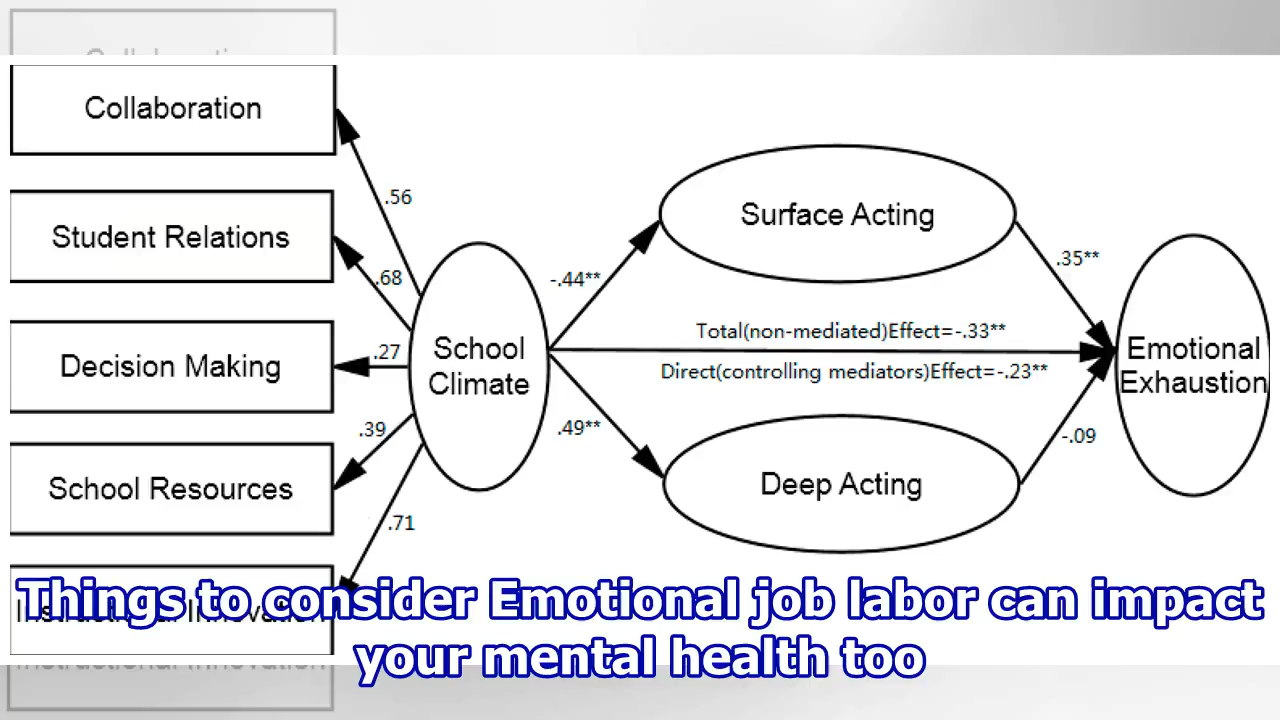 Collaboration
.56
Student Relations
.68
Decision Making
.27
.39
School Resources
.71
Instructional Innovation
School
Climate
-.44**
.49**
Surface Acting
Total(non-mediated)Effect=-.33**
Direct(controlling mediators)Effect=-.23**
Deep Acting
.35**
-.09
Emotional
Exhaustion
Things to consider Emotional job labor can impact
your mental health too